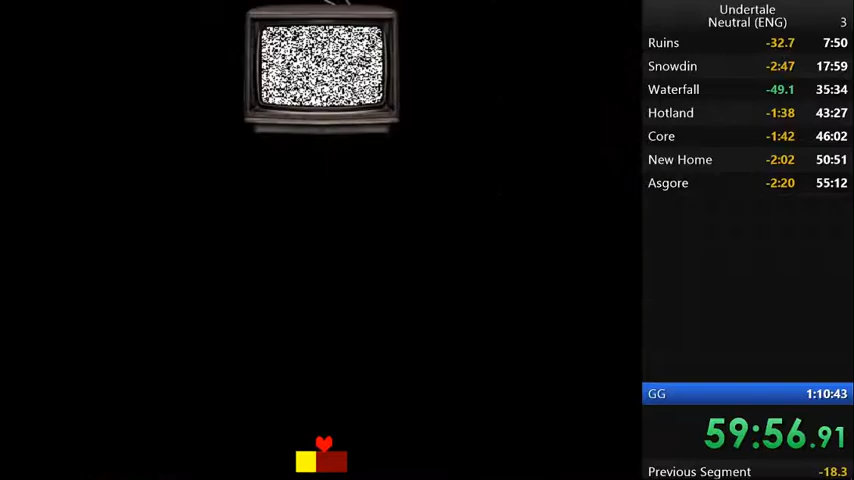 Undertale
Neutral (ENG) 3
Ruins -32.7 7:50
Snowdin -2:47 17:59
Waterfall -49.1 35:34
Hotland -1:38 43:27
Core -1:42 46:02
New Home -2:02 50:51
Asgore -2:20 55:12
GG 1:10:43
59:56.91
Previous Segment -18.3